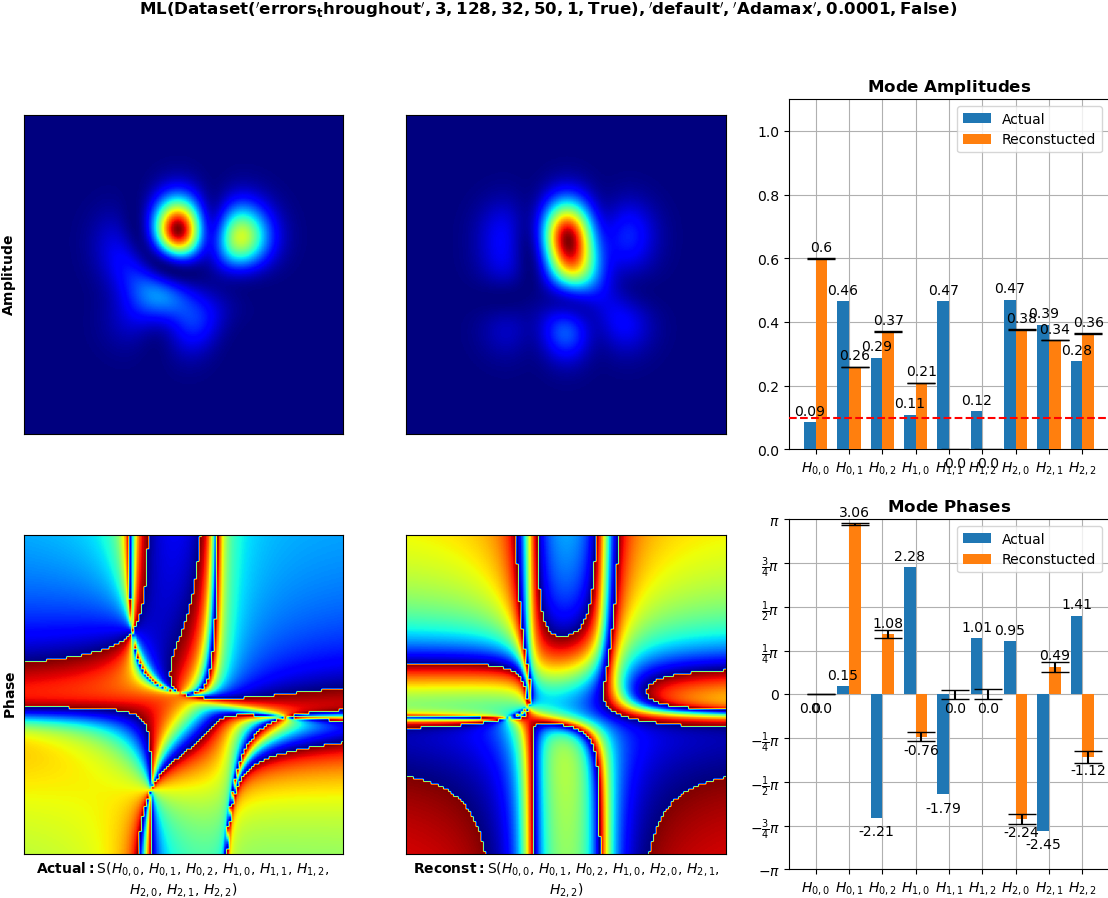 ML(Dataset('errors_throughout', 3, 128, 32, 50, 1, True), 'default', 'Adamax', 0.0001, False)
Amplitude
Mode Amplitudes
Actual
Reconstucted
1.0
0.8
0.6
0.4
0.2
0.0
0.09
0.6
0.46
0.26
0.29
0.37
0.11
0.21
0.47
0.0
0.12
0.0
0.47
0.38
0.39
0.34
0.28
0.36
H0,0 H0,1 H0,2 H1,0 H1,1 H1,2 H2,0 H2,1 H2,2
Phase
Actual: S(H0,0, H0,1, H0,2, H1,0, H1,1, H1,2,
H2,0, H2,1, H2,2)
Reconst: S(H0,0, H0,1, H0,2, H1,0, H2,0, H2,1,
H2,2)
Mode Phases
Actual
Reconstucted
π
3/4π
1/2π
1/4π
0
−1/4π
−1/2π
−3/4π
−π
0.0
0.0
0.15
3.06
-2.21
1.08
2.28
-0.76
-1.79
0.0
1.01
0.0
0.95
-2.24
-2.45
0.49
1.41
-1.12
H0,0 H0,1 H0,2 H1,0 H1,1 H1,2 H2,0 H2,1 H2,2